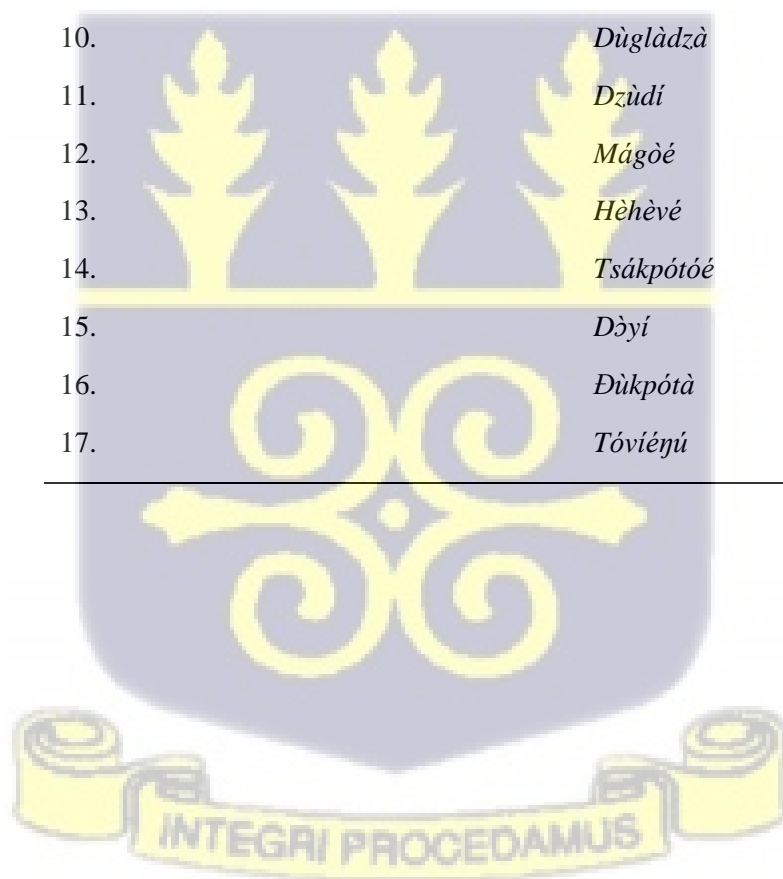 10. Dùglàdzà
11. Dzùdí
12. Mágòé
13. Hèhèvé
14. Tsákpótóé
15. Dɔ̀yí
16. Ɖùkpótà
17. Tóvíéŋú
INTEGRI PROCEDAMUS